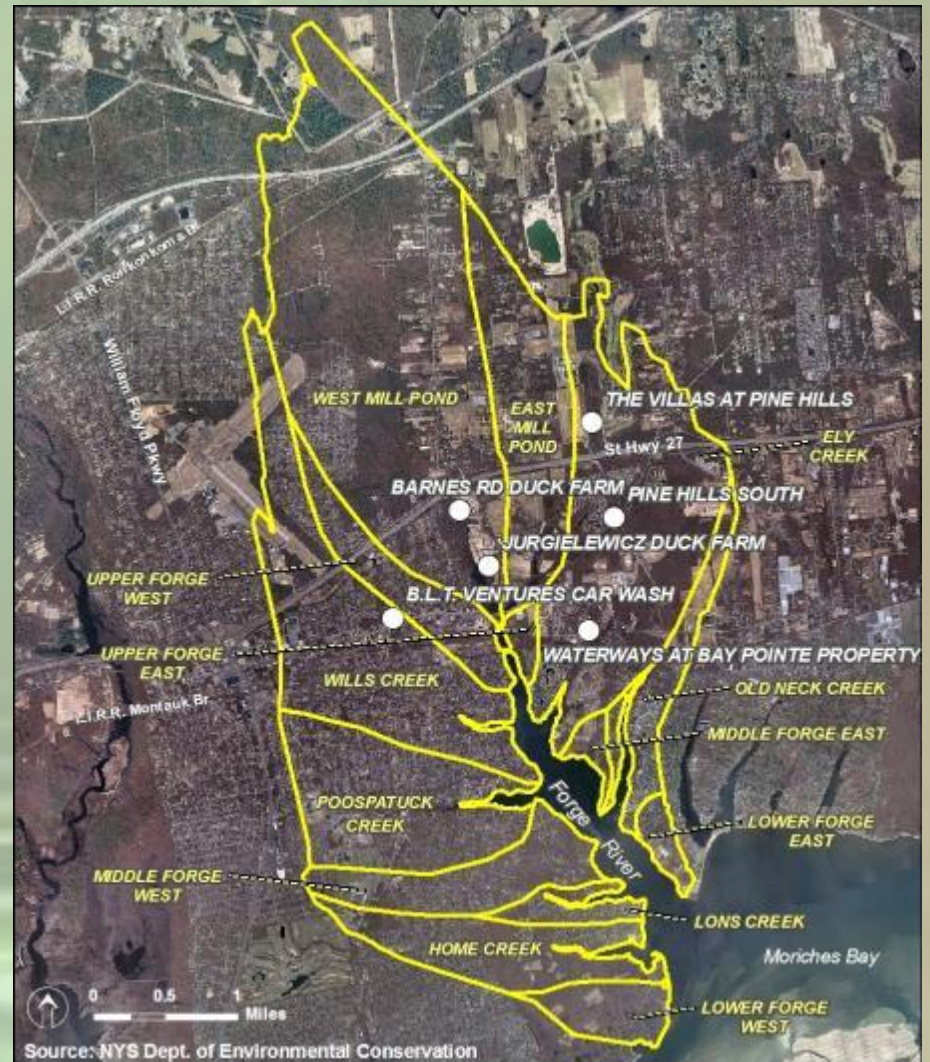 L.I.R.R. Ronkonkoma Br
William Floyd Pkwy
WEST MILL POND
EAST
MILL
POND
THE VILLAS AT PINE HILLS
St Hwy 27
ELY
CREEK
BARNES RD DUCK FARM
PINE HILLS SOUTH
JURGIELEWICZ DUCK FARM
UPPER FORGE
WEST
B.L.T. VENTURES CAR WASH
UPPER FORGE
EAST
WATERWAYS AT BAY POINTE PROPERTY
WILLS CREEK
OLD NECK CREEK
L.I.R.R. Montauk Br
MIDDLE FORGE EAST
POOSPATUCK
CREEK
Forge
River
LOWER FORGE
EAST
MIDDLE FORGE
WEST
LONS CREEK
HOME CREEK
Moriches Bay
LOWER FORGE
WEST
0 0.5 1
Miles
Source: NYS Dept. of Environmental Conservation